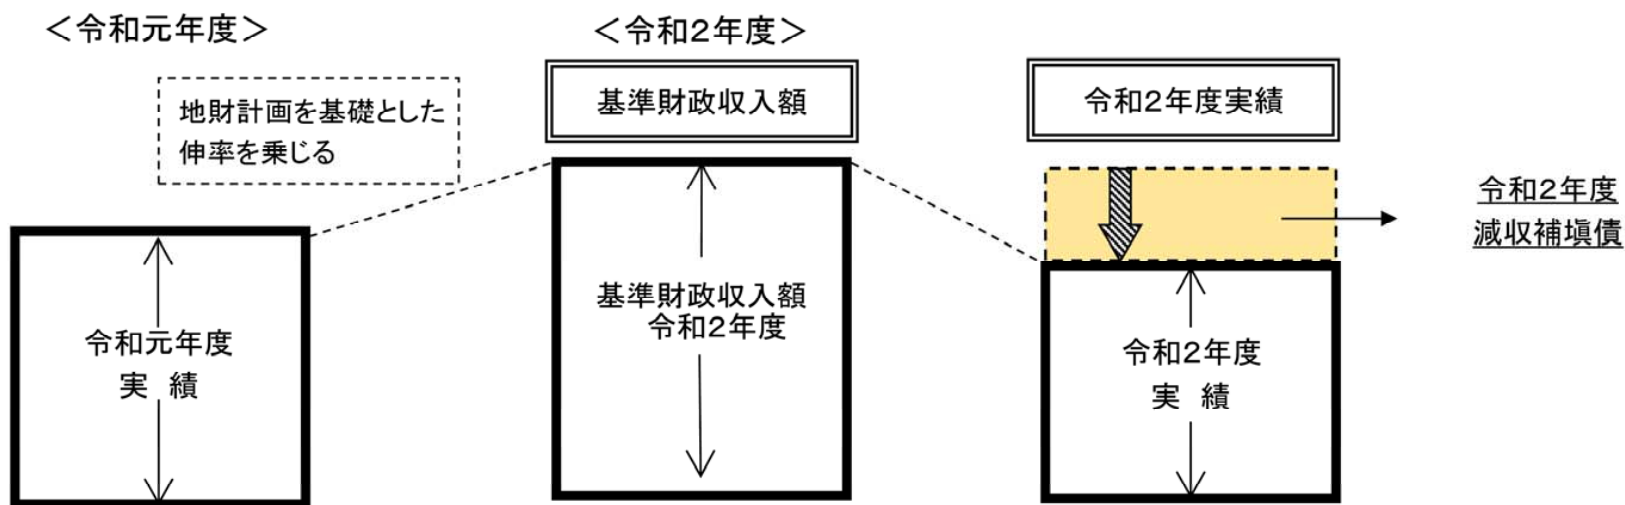 ＜令和元年度＞
＜令和２年度＞
地財計画を基礎とした
伸率を乗じる
基準財政収入額
令和２年度実績
令和元年度
実　績
基準財政収入額
令和２年度
令和２年度
実　績
令和２年度
減収補塡債